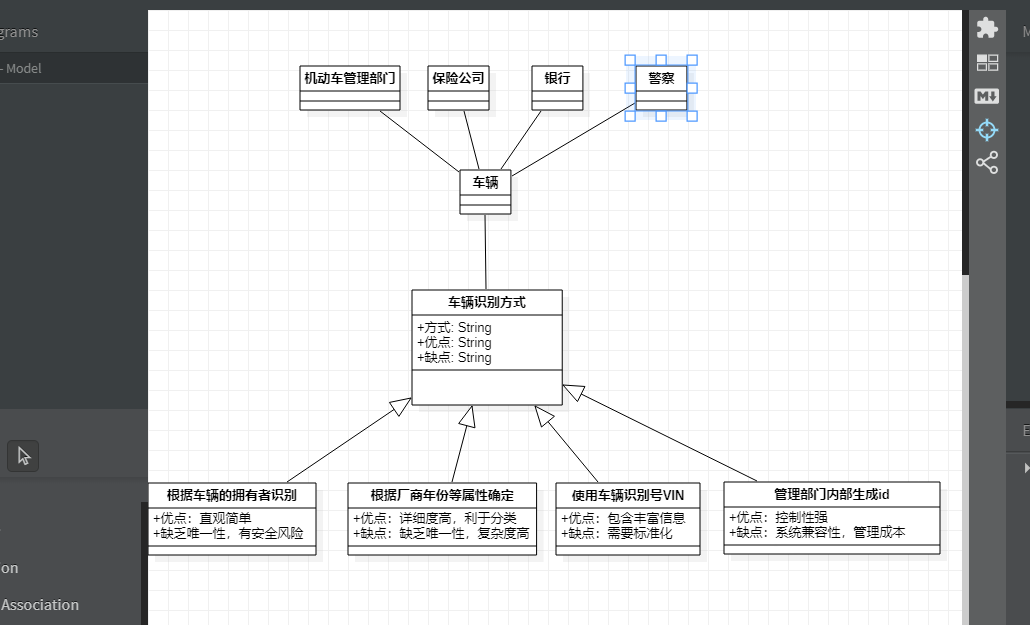 grams
- Model
机动车管理部门
保险公司
银行
警察
车辆
车辆识别方式
+方式: String
+优点: String
+缺点: String
根据车辆的拥有者识别
+优点：直观简单
+缺乏唯一性，有安全风险
根据厂商年份等属性确定
+优点：详细度高，利于分类
+缺点：缺乏唯一性，复杂度高
使用车辆识别号VIN
+优点：包含丰富信息
+缺点：需要标准化
管理部门内部生成id
+优点：控制性强
+缺点：系统兼容性，管理成本
on
Association
M
M
E